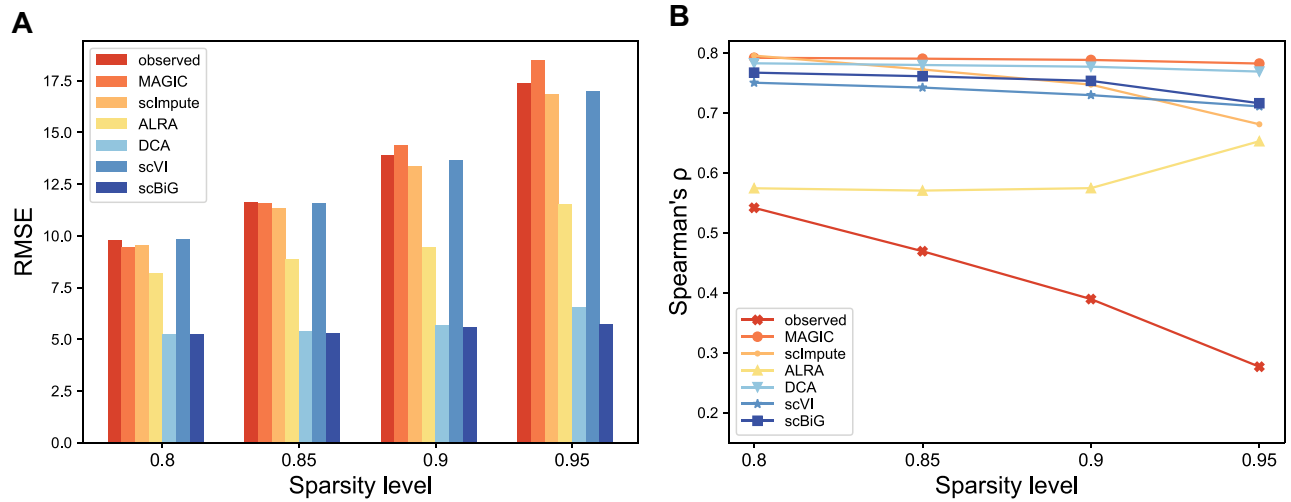 A
RMSE
17.5
15.0
12.5
10.0
7.5
5.0
2.5
0.0
observed
MAGIC
scImpute
ALRA
DCA
scVI
scBiG
0.8 0.85 0.9 0.95
Sparsity level
B
Spearman's ρ
0.8
0.7
0.6
0.5
0.4
0.3
0.2
observed
MAGIC
scImpute
ALRA
DCA
scVI
scBiG
0.8 0.85 0.9 0.95
Sparsity level